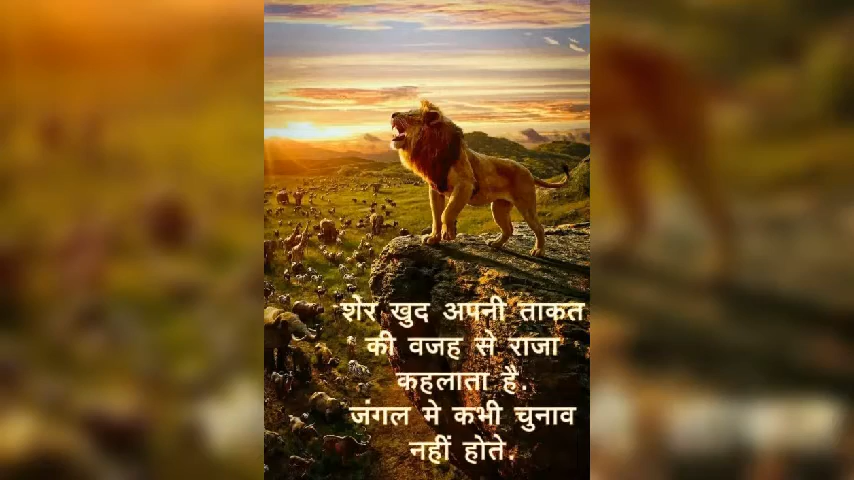 शेर खुद अपनी ताकत
की वजह से राजा
कहलाता है.
जंगल मे कभी चुनाव
नहीं होते.